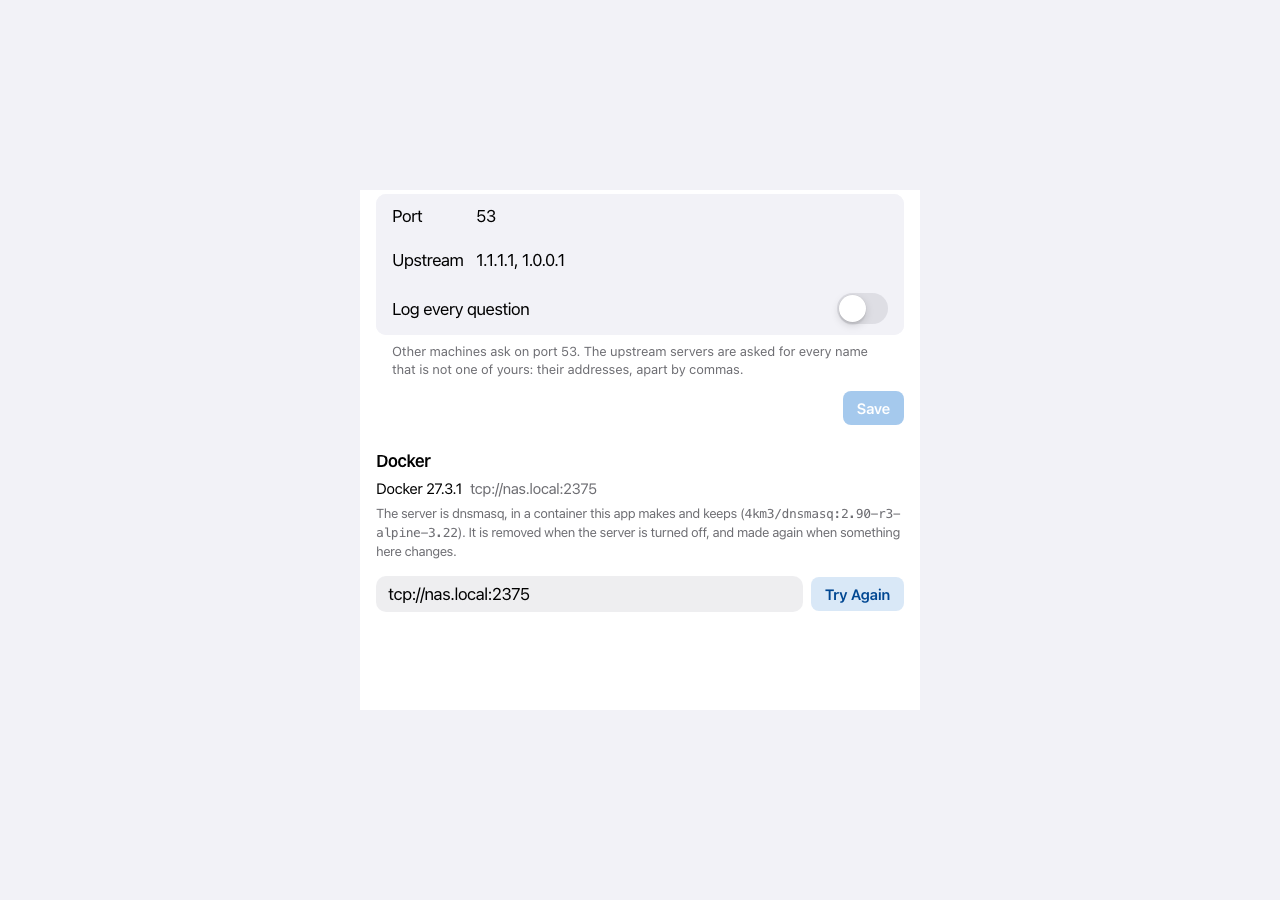 Port 53
Upstream 1.1.1.1, 1.0.0.1
Log every question
Other machines ask on port 53. The upstream servers are asked for every name
that is not one of yours: their addresses, apart by commas.
Save
Docker
Docker 27.3.1 tcp://nas.local:2375
The server is dnsmasq, in a container this app makes and keeps (4km3/dnsmasq:2.90-r3-
alpine-3.22). It is removed when the server is turned off, and made again when something
here changes.
tcp://nas.local:2375 Try Again